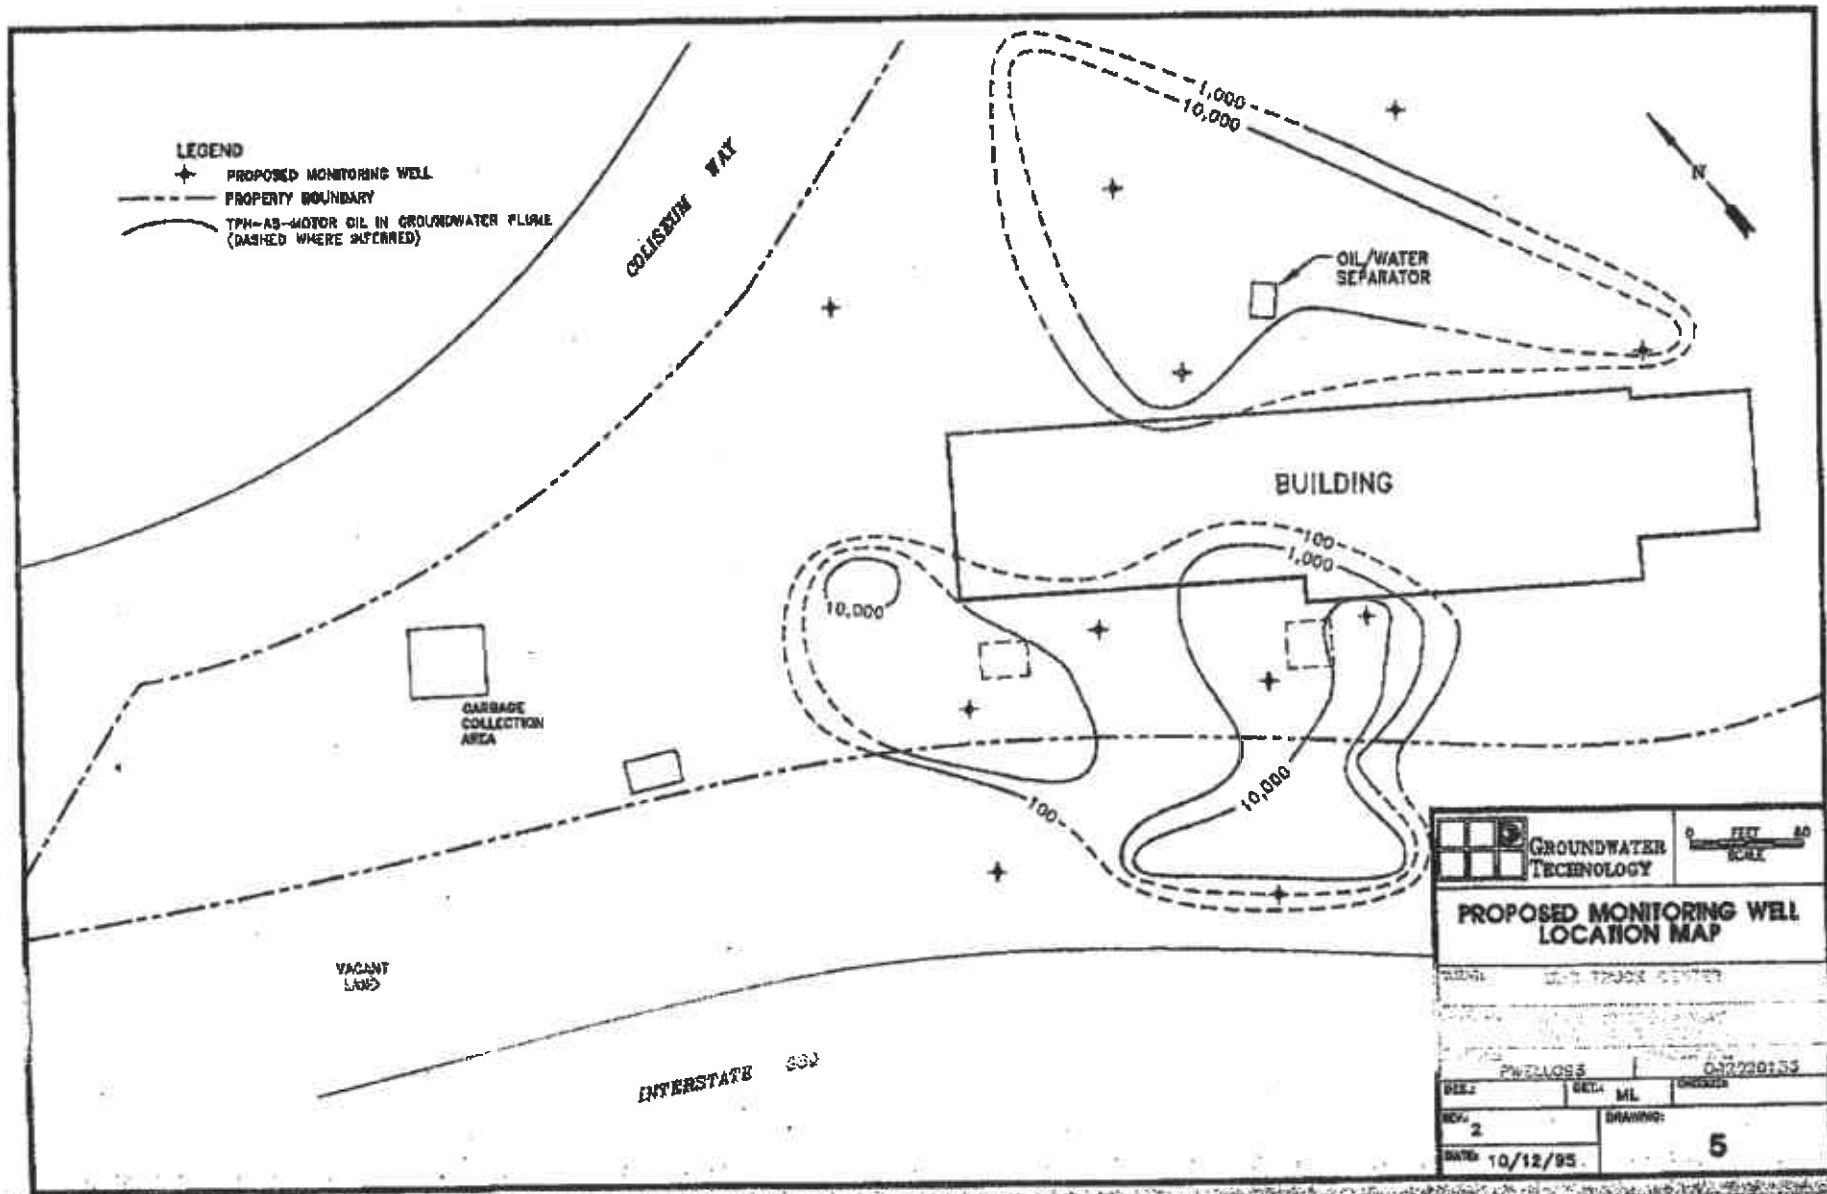 LEGEND
PROPOSED MONITORING WELL
PROPERTY BOUNDARY
TPH-AS-MOTOR OIL IN GROUNDWATER PLUME
(DASHED WHERE INFERRED)
COLISEUM WAY
1,000
10,000
N
OIL/WATER
SEPARATOR
BUILDING
100
1,000
10,000
GARBAGE
COLLECTION
AREA
10,000
100
VACANT
LAND
INTERSTATE
GROUNDWATER
TECHNOLOGY
0 FEET 80
SCALE
PROPOSED MONITORING WELL
LOCATION MAP
TRUCK CENTER
DET.: ML
REV.: 2
DRAWING:
5
DATE: 10/12/95